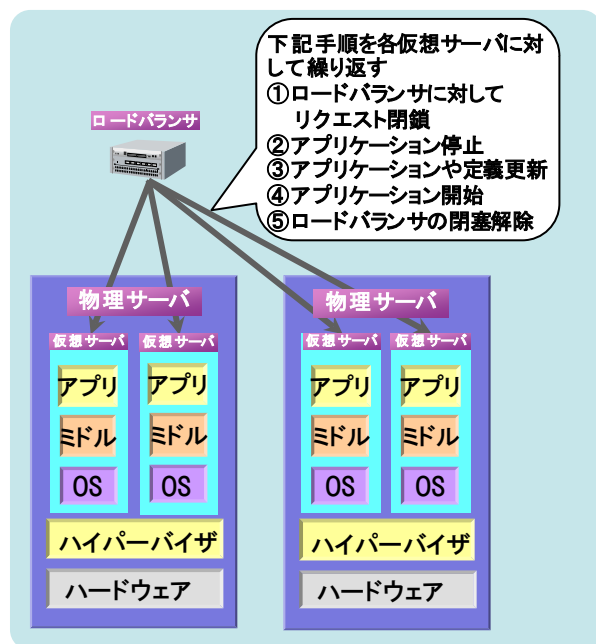 下記手順を各仮想サーバに対
して繰り返す
①ロードバランサに対して
リクエスト閉鎖
②アプリケーション停止
③アプリケーションや定義更新
④アプリケーション開始
⑤ロードバランサの閉塞解除
ロードバランサ
物理サーバ
仮想サーバ 仮想サーバ
アプリ アプリ
ミドル ミドル
OS OS
ハイパーバイザ
ハードウェア
物理サーバ
仮想サーバ 仮想サーバ
アプリ アプリ
ミドル ミドル
OS OS
ハイパーバイザ
ハードウェア